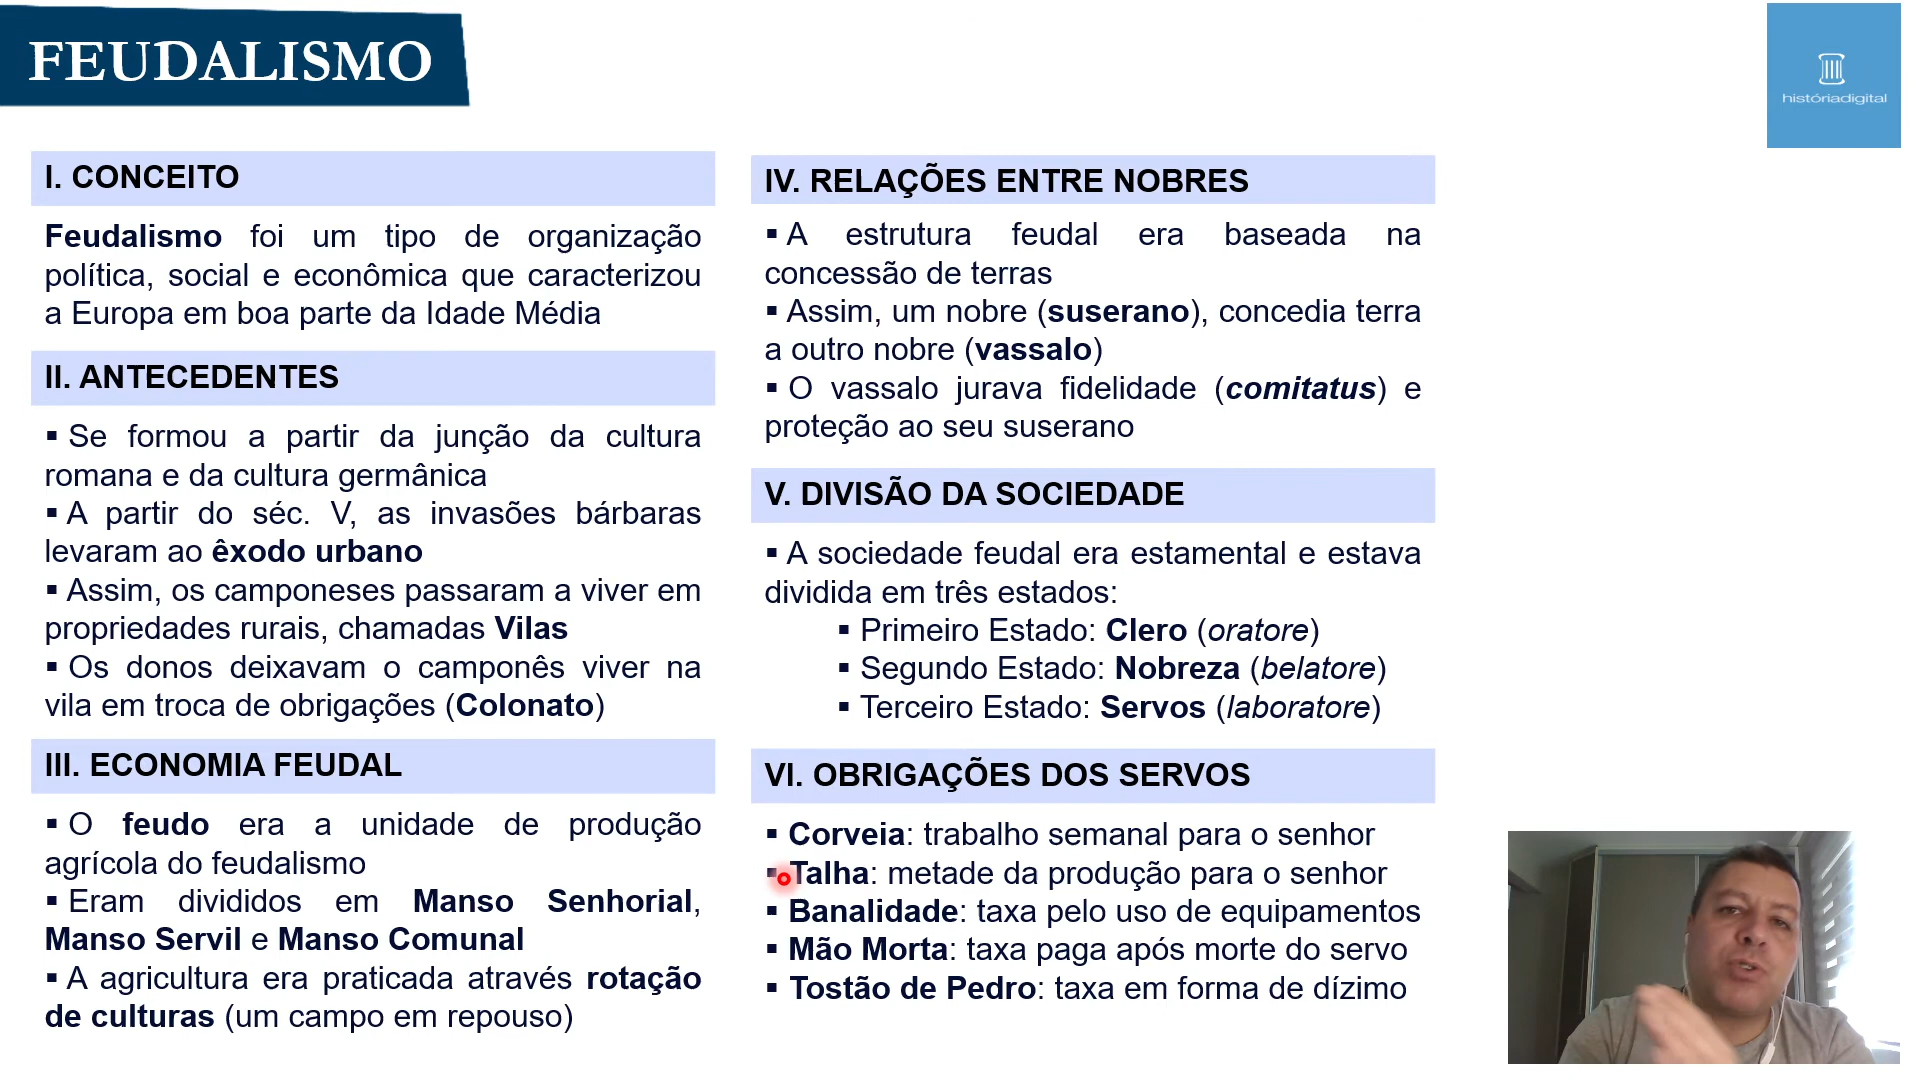 FEUDALISMO
históriadigital
I. CONCEITO
Feudalismo foi um tipo de organização
política, social e econômica que caracterizou
a Europa em boa parte da Idade Média
II. ANTECEDENTES
▪ Se formou a partir da junção da cultura
romana e da cultura germânica
▪ A partir do séc. V, as invasões bárbaras
levaram ao êxodo urbano
▪ Assim, os camponeses passaram a viver em
propriedades rurais, chamadas Vilas
▪ Os donos deixavam o camponês viver na
vila em troca de obrigações (Colonato)
III. ECONOMIA FEUDAL
▪ O feudo era a unidade de produção
agrícola do feudalismo
▪ Eram divididos em Manso Senhorial,
Manso Servil e Manso Comunal
▪ A agricultura era praticada através rotação
de culturas (um campo em repouso)
IV. RELAÇÕES ENTRE NOBRES
▪ A estrutura feudal era baseada na
concessão de terras
▪ Assim, um nobre (suserano), concedia terra
a outro nobre (vassalo)
▪ O vassalo jurava fidelidade (comitatus) e
proteção ao seu suserano
V. DIVISÃO DA SOCIEDADE
▪ A sociedade feudal era estamental e estava
dividida em três estados:
▪ Primeiro Estado: Clero (oratore)
▪ Segundo Estado: Nobreza (belatore)
▪ Terceiro Estado: Servos (laboratore)
VI. OBRIGAÇÕES DOS SERVOS
▪ Corveia: trabalho semanal para o senhor
▪ Talha: metade da produção para o senhor
▪ Banalidade: taxa pelo uso de equipamentos
▪ Mão Morta: taxa paga após morte do servo
▪ Tostão de Pedro: taxa em forma de dízimo